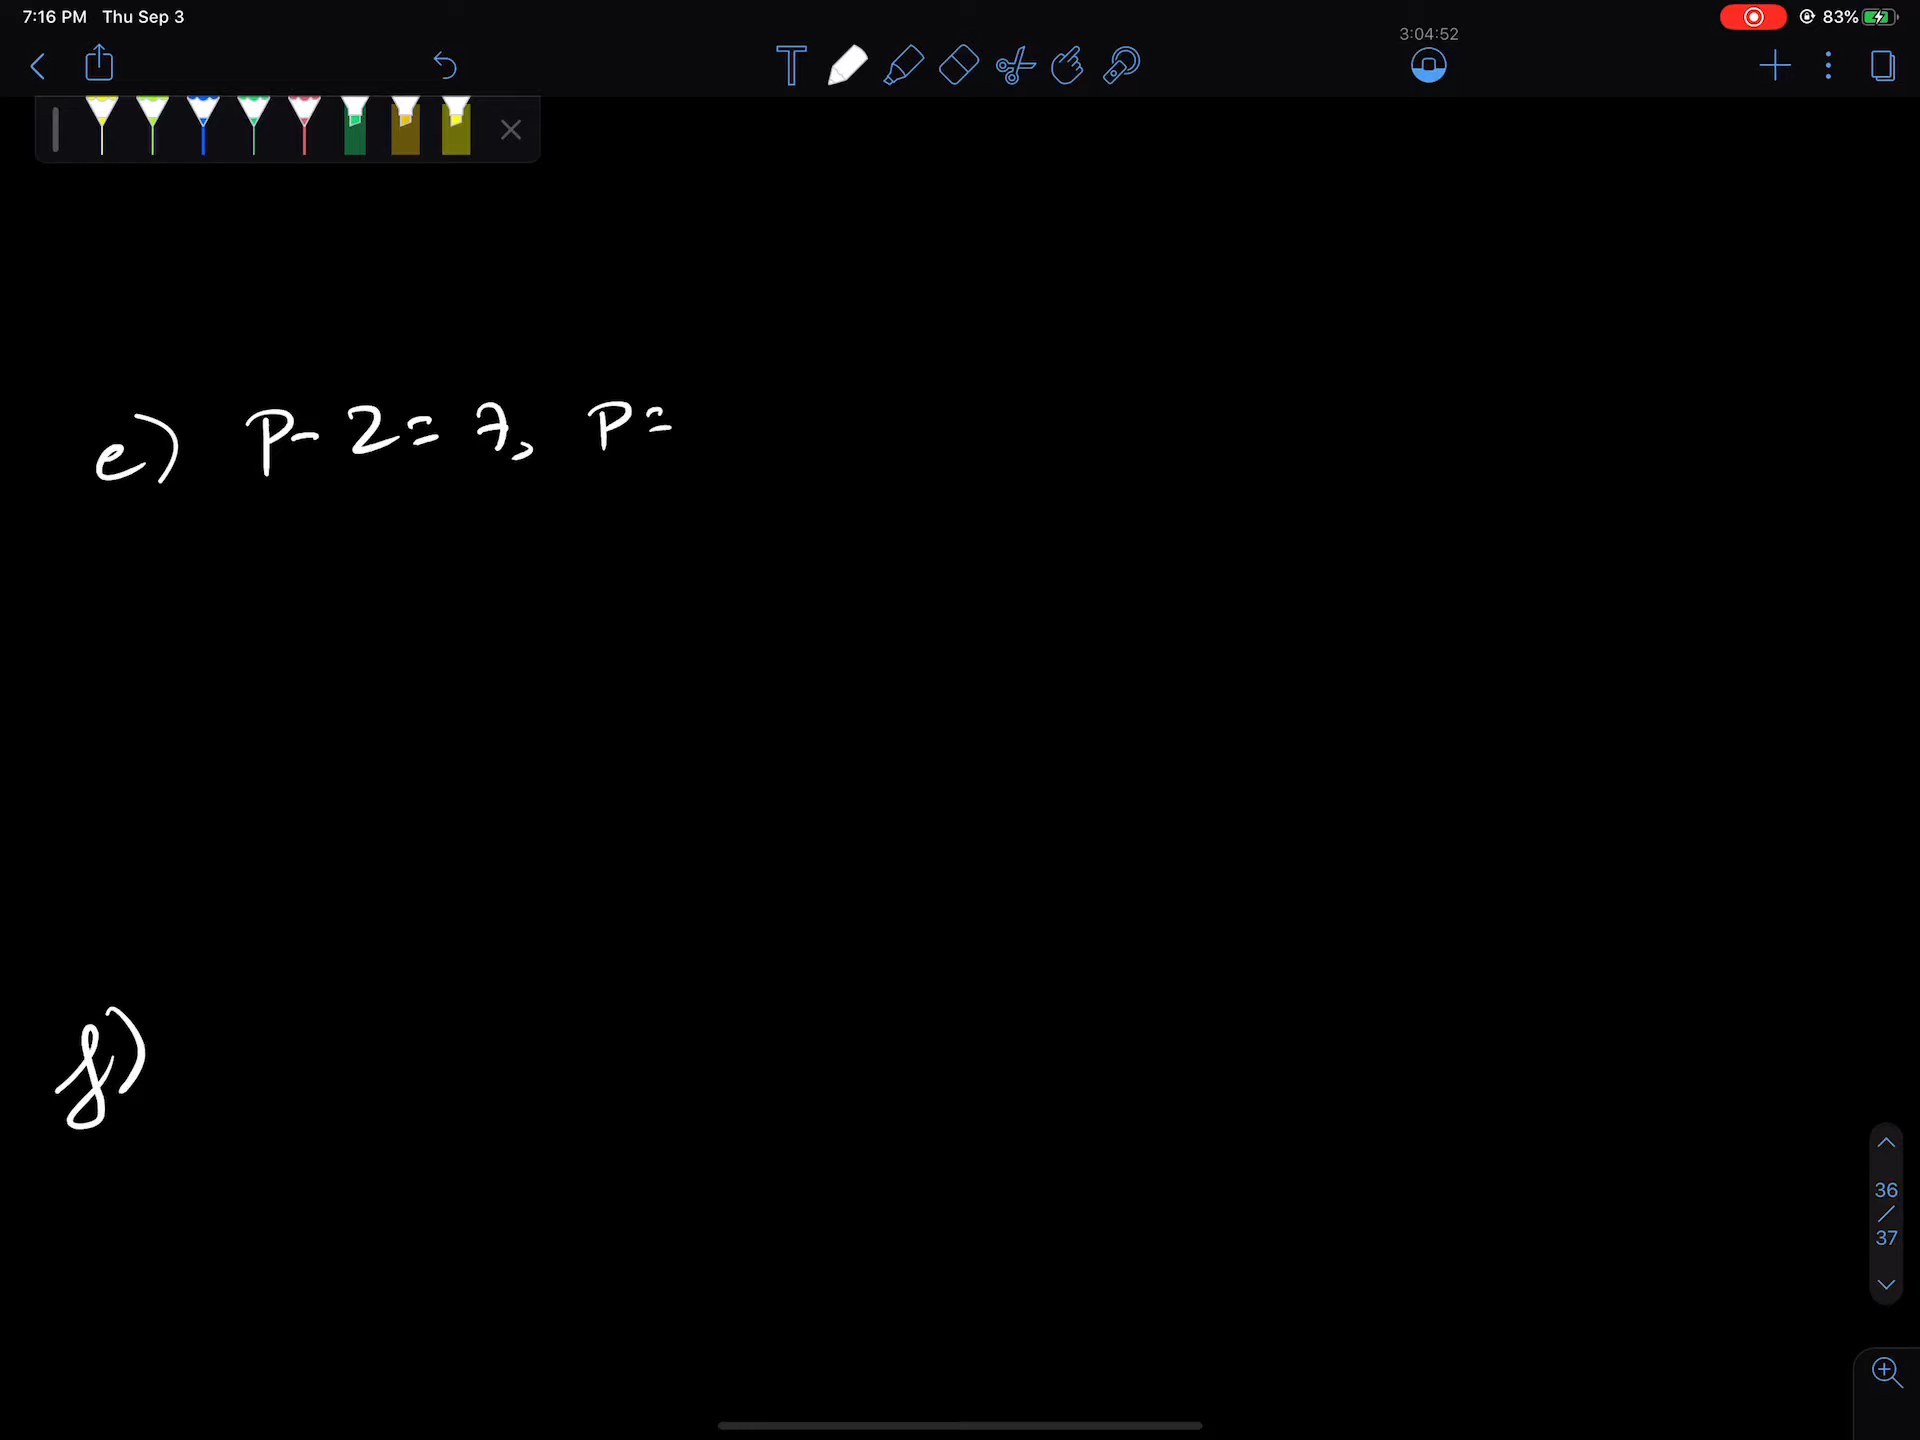 7:16 PM Thu Sep 3
83%
3:04:52
T
e) P- 2 = 7, P =
f)
36
/
37